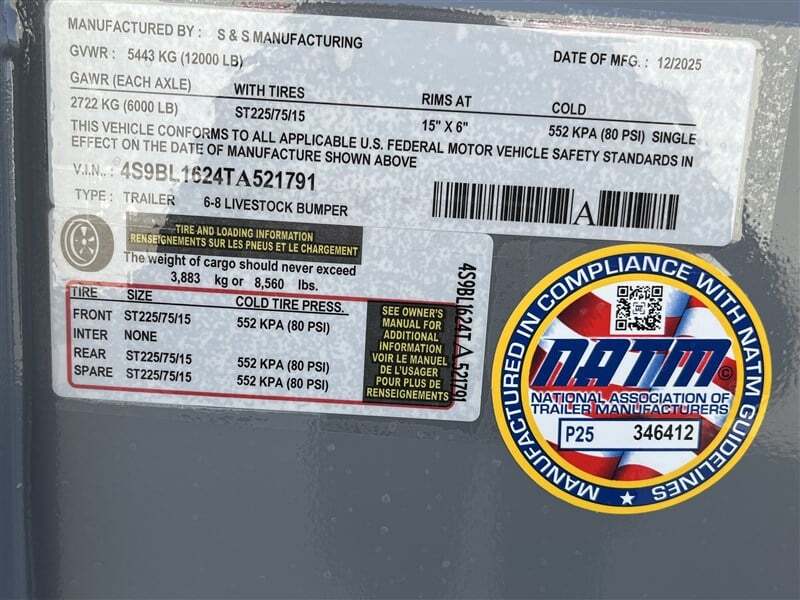 MANUFACTURED BY : S & S MANUFACTURING
GVWR : 5443 KG (12000 LB) DATE OF MFG. : 12/2025
GAWR (EACH AXLE) WITH TIRES RIMS AT COLD
2722 KG (6000 LB) ST225/75/15 15" X 6" 552 KPA (80 PSI) SINGLE
THIS VEHICLE CONFORMS TO ALL APPLICABLE U.S. FEDERAL MOTOR VEHICLE SAFETY STANDARDS IN
EFFECT ON THE DATE OF MANUFACTURE SHOWN ABOVE
V.I.N.: 4S9BL1624TA521791
TYPE : TRAILER 6-8 LIVESTOCK BUMPER
A
TIRE AND LOADING INFORMATION
RENSEIGNEMENTS SUR LES PNEUS ET LE CHARGEMENT
The weight of cargo should never exceed
3,883 kg or 8,560 lbs.
TIRE SIZE COLD TIRE PRESS.
FRONT ST225/75/15 552 KPA (80 PSI)
INTER NONE
REAR ST225/75/15 552 KPA (80 PSI)
SPARE ST225/75/15 552 KPA (80 PSI)
SEE OWNER'S
MANUAL FOR
ADDITIONAL
INFORMATION
VOIR LE MANUEL
DE L'USAGER
POUR PLUS DE
RENSEIGNEMENTS
4S9BL1624TA521791
MANUFACTURED IN COMPLIANCE WITH NATM GUIDELINES
NATM©
NATIONAL ASSOCIATION OF
TRAILER MANUFACTURERS
P25 346412